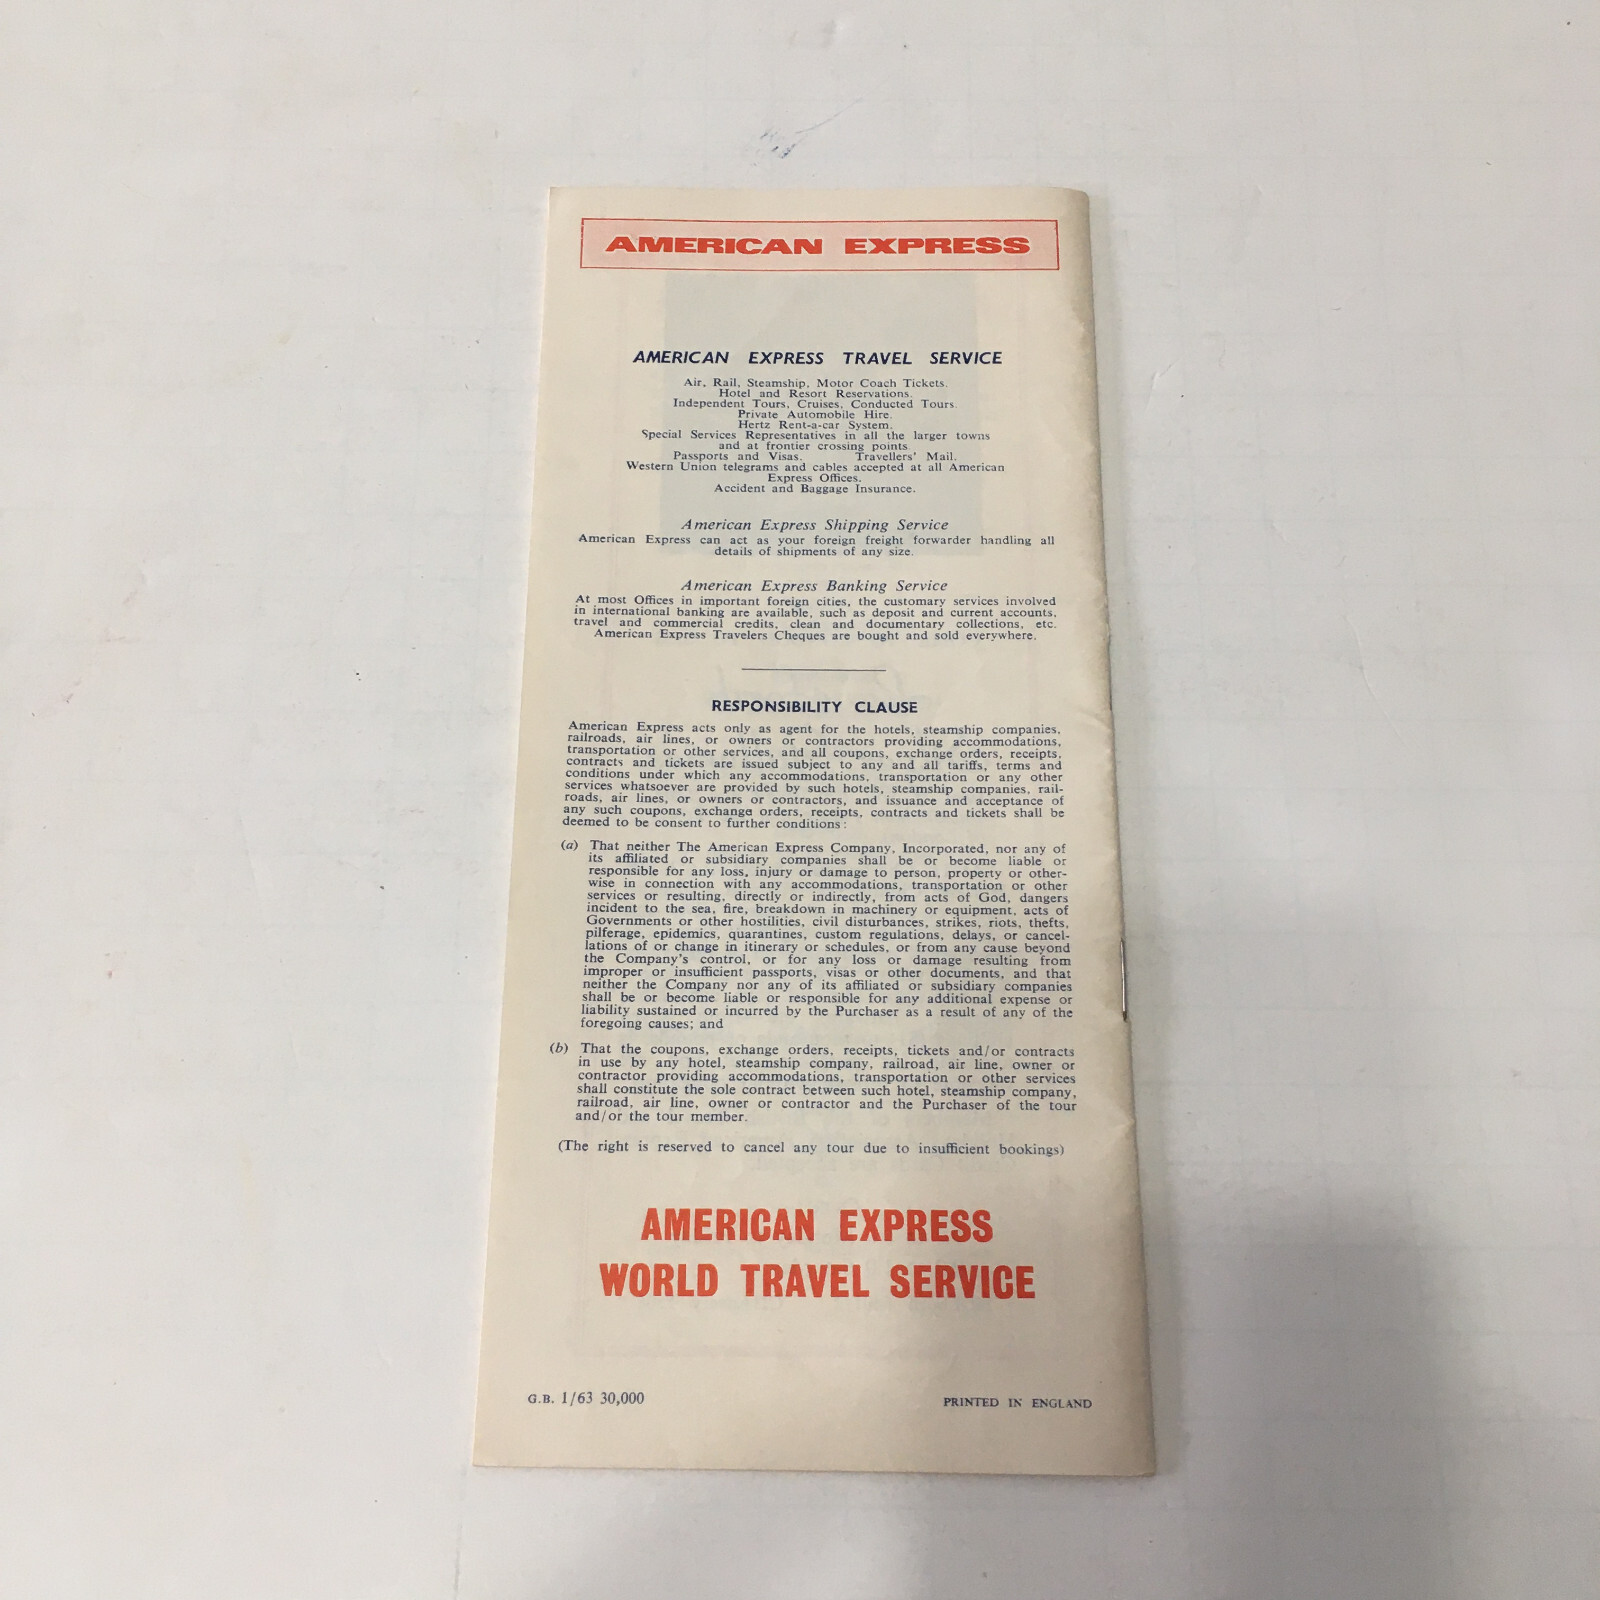 AMERICAN EXPRESS
AMERICAN EXPRESS TRAVEL SERVICE
Air, Rail, Steamship, Motor Coach Tickets.
Hotel and Resort Reservations.
Independent Tours, Cruises, Conducted Tours.
Private Automobile Hire.
Hertz Rent-a-car System.
Special Services Representatives in all the larger towns
and at frontier crossing points
Passports and Visas. Travellers' Mail.
Western Union telegrams and cables accepted at all American
Express Offices.
Accident and Baggage Insurance.
American Express Shipping Service
American Express can act as your foreign freight forwarder handling all
details of shipments of any size.
American Express Banking Service
At most Offices in important foreign cities, the customary services involved
in international banking are available, such as deposit and current accounts,
travel and commercial credits, clean and documentary collections, etc.
American Express Travelers Cheques are bought and sold everywhere.
RESPONSIBILITY CLAUSE
American Express acts only as agent for the hotels, steamship companies,
railroads, air lines, or owners or contractors providing accommodations,
transportation or other services, and all coupons, exchange orders, receipts,
contracts and tickets are issued subject to any and all tariffs, terms and
conditions under which any accommodations, transportation or any other
services whatsoever are provided by such hotels, steamship companies, rail-
roads, air lines, or owners or contractors, and issuance and acceptance of
any such coupons, exchange orders, receipts, contracts and tickets shall be
deemed to be consent to further conditions:
(a) That neither The American Express Company, Incorporated, nor any of
its affiliated or subsidiary companies shall be or become liable or
responsible for any loss, injury or damage to person, property or other-
wise in connection with any accommodations, transportation or other
services or resulting, directly or indirectly, from acts of God, dangers
incident to the sea, fire, breakdown in machinery or equipment, acts of
Governments or other hostilities, civil disturbances, strikes, riots, thefts,
pilferage, epidemics, quarantines, custom regulations, delays, or cancel-
lations of or change in itinerary or schedules, or from any cause beyond
the Company's control, or for any loss or damage resulting from
improper or insufficient passports, visas or other documents, and that
neither the Company nor any of its affiliated or subsidiary companies
shall be or become liable or responsible for any additional expense or
liability sustained or incurred by the Purchaser as a result of any of the
foregoing causes; and
(b) That the coupons, exchange orders, receipts, tickets and/or contracts
in use by any hotel, steamship company, railroad, air line, owner or
contractor providing accommodations, transportation or other services
shall constitute the sole contract between such hotel, steamship company,
railroad, air line, owner or contractor and the Purchaser of the tour
and/or the tour member.
(The right is reserved to cancel any tour due to insufficient bookings)
AMERICAN EXPRESS
WORLD TRAVEL SERVICE
G.B. 1/63 30,000
PRINTED IN ENGLAND